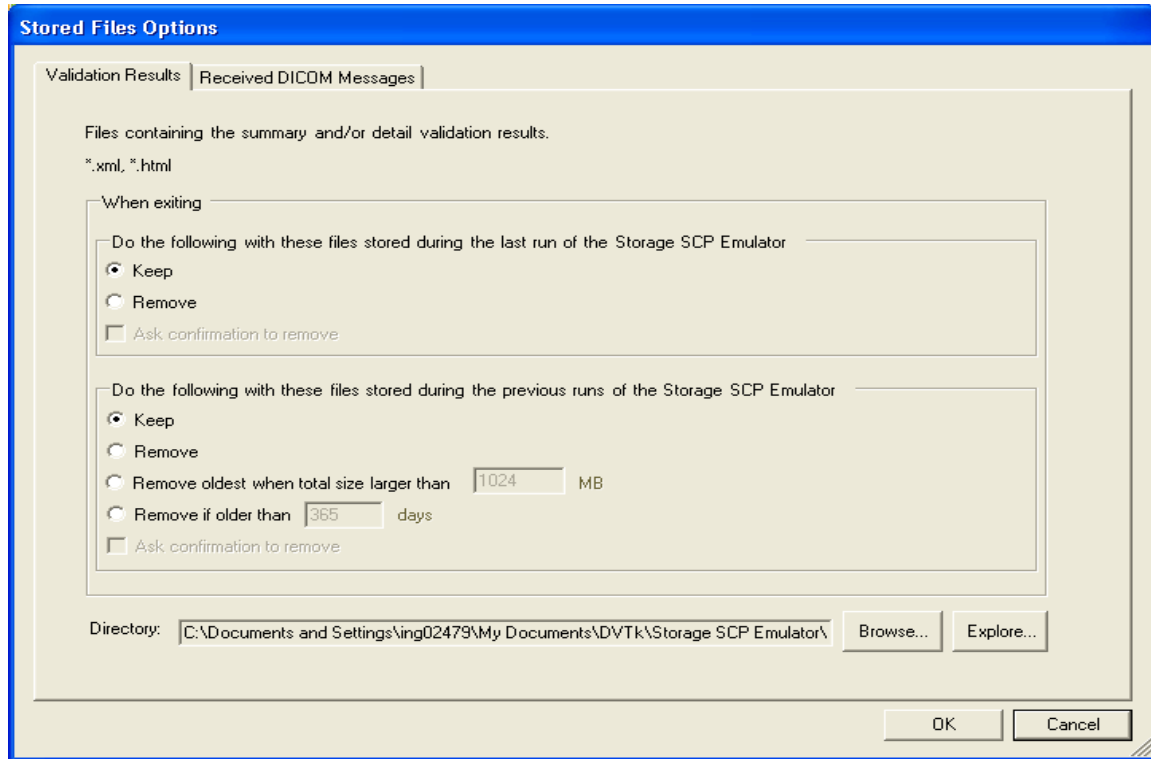 Stored Files Options
Validation Results
Received DICOM Messages
Files containing the summary and/or detail validation results.
*.xml, *.html
When exiting
Do the following with these files stored during the last run of the Storage SCP Emulator
Keep
Remove
Ask confirmation to remove
Do the following with these files stored during the previous runs of the Storage SCP Emulator
Keep
Remove
Remove oldest when total size larger than 1024 MB
Remove if older than 365 days
Ask confirmation to remove
Directory: C:\Documents and Settings\ing02479\My Documents\DVTk\Storage SCP Emulator\ Browse... Explore...
OK Cancel